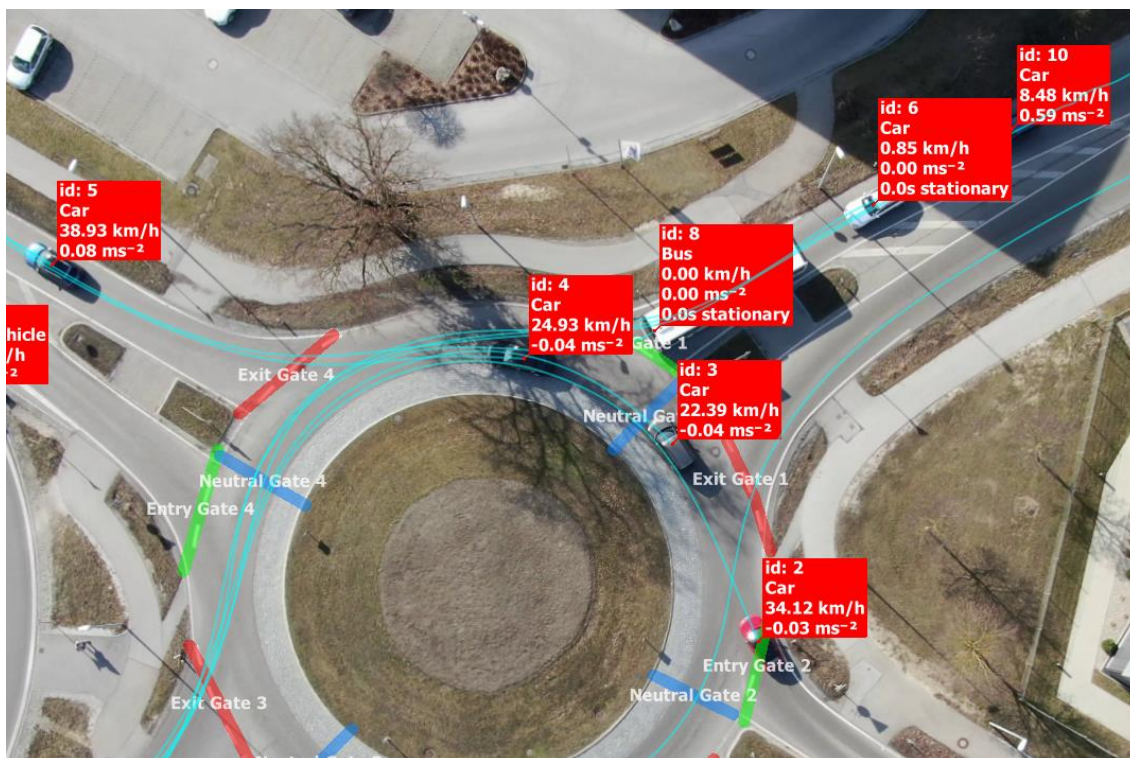 id: 10
Car
8.48 km/h
0.59 ms⁻²
id: 6
Car
0.85 km/h
0.00 ms⁻²
0.0s stationary
id: 5
Car
38.93 km/h
0.08 ms⁻²
id: 8
Bus
0.00 km/h
0.00 ms⁻²
0.0s stationary
id: 4
Car
24.93 km/h
-0.04 ms⁻²
hicle
/h
-²
Gate 1
id: 3
Car
22.39 km/h
-0.04 ms⁻²
Exit Gate 4
Neutral Gat
Neutral Gate 4
Exit Gate 1
Entry Gate 4
id: 2
Car
34.12 km/h
-0.03 ms⁻²
Entry Gate 2
Neutral Gate 2
Exit Gate 3